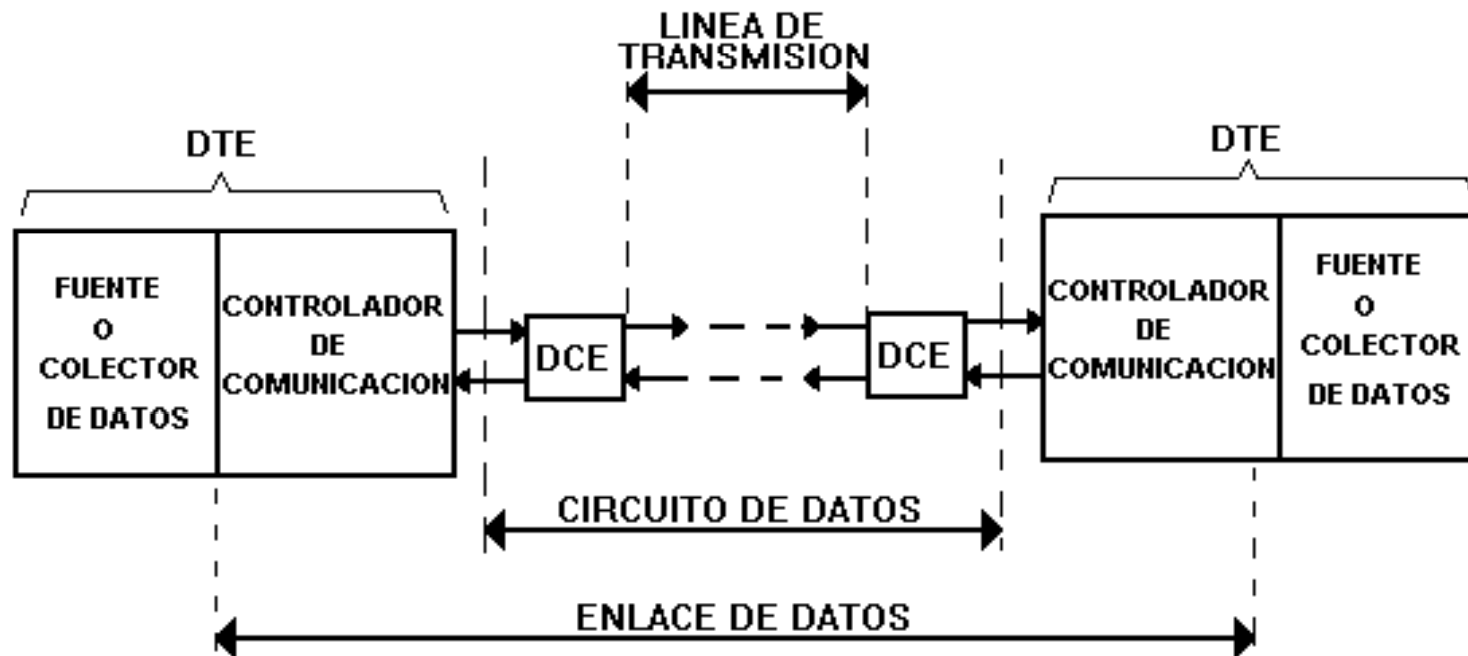 LINEA DE
TRANSMISION
DTE
DTE
FUENTE
O
COLECTOR
DE DATOS
CONTROLADOR
DE
COMUNICACION
DCE
DCE
CONTROLADOR
DE
COMUNICACION
FUENTE
O
COLECTOR
DE DATOS
CIRCUITO DE DATOS
ENLACE DE DATOS